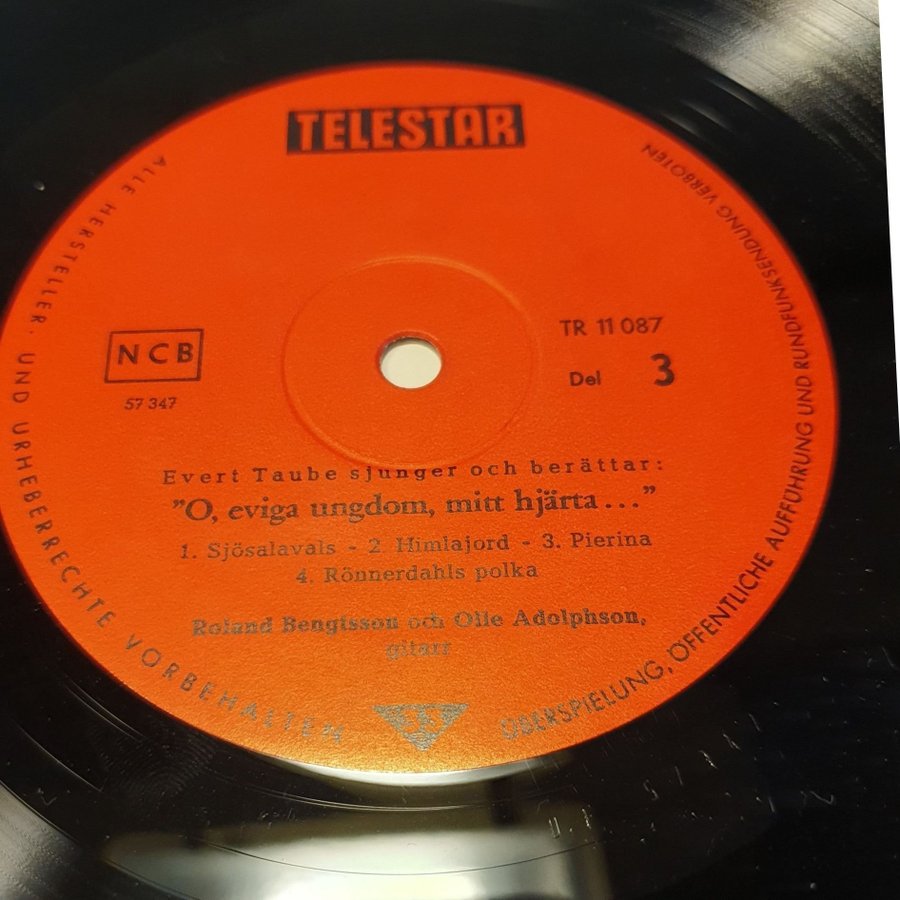 TELESTAR
ALLE HERSTELLER- UND URHEBERRECHTE VORBEHALTEN
ÜBERSPIELUNG, ÖFFENTLICHE AUFFÜHRUNG UND RUNDFUNKSENDUNG VERBOTEN
NCB
57 347
TR 11 087
Del 3
Evert Taube sjunger och berättar:
"O, eviga ungdom, mitt hjärta..."
1. Sjösalavals - 2. Himlajord - 3. Pierina
4. Rönnerdahls polka
Roland Bengtsson och Olle Adolphson,
gitarr